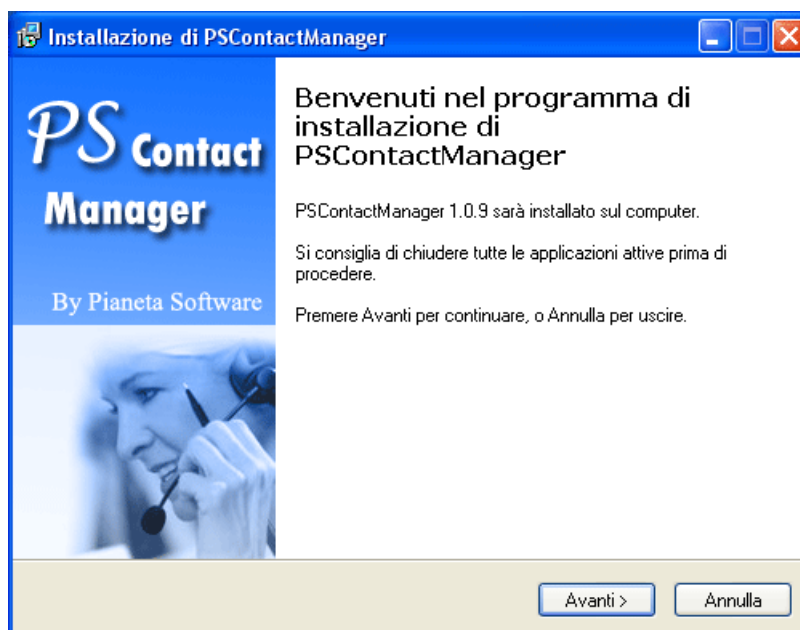 Installazione di PSContactManager
PS Contact
Manager
By Pianeta Software
Benvenuti nel programma di
installazione di
PSContactManager
PSContactManager 1.0.9 sarà installato sul computer.
Si consiglia di chiudere tutte le applicazioni attive prima di
procedere.
Premere Avanti per continuare, o Annulla per uscire.
Avanti >
Annulla